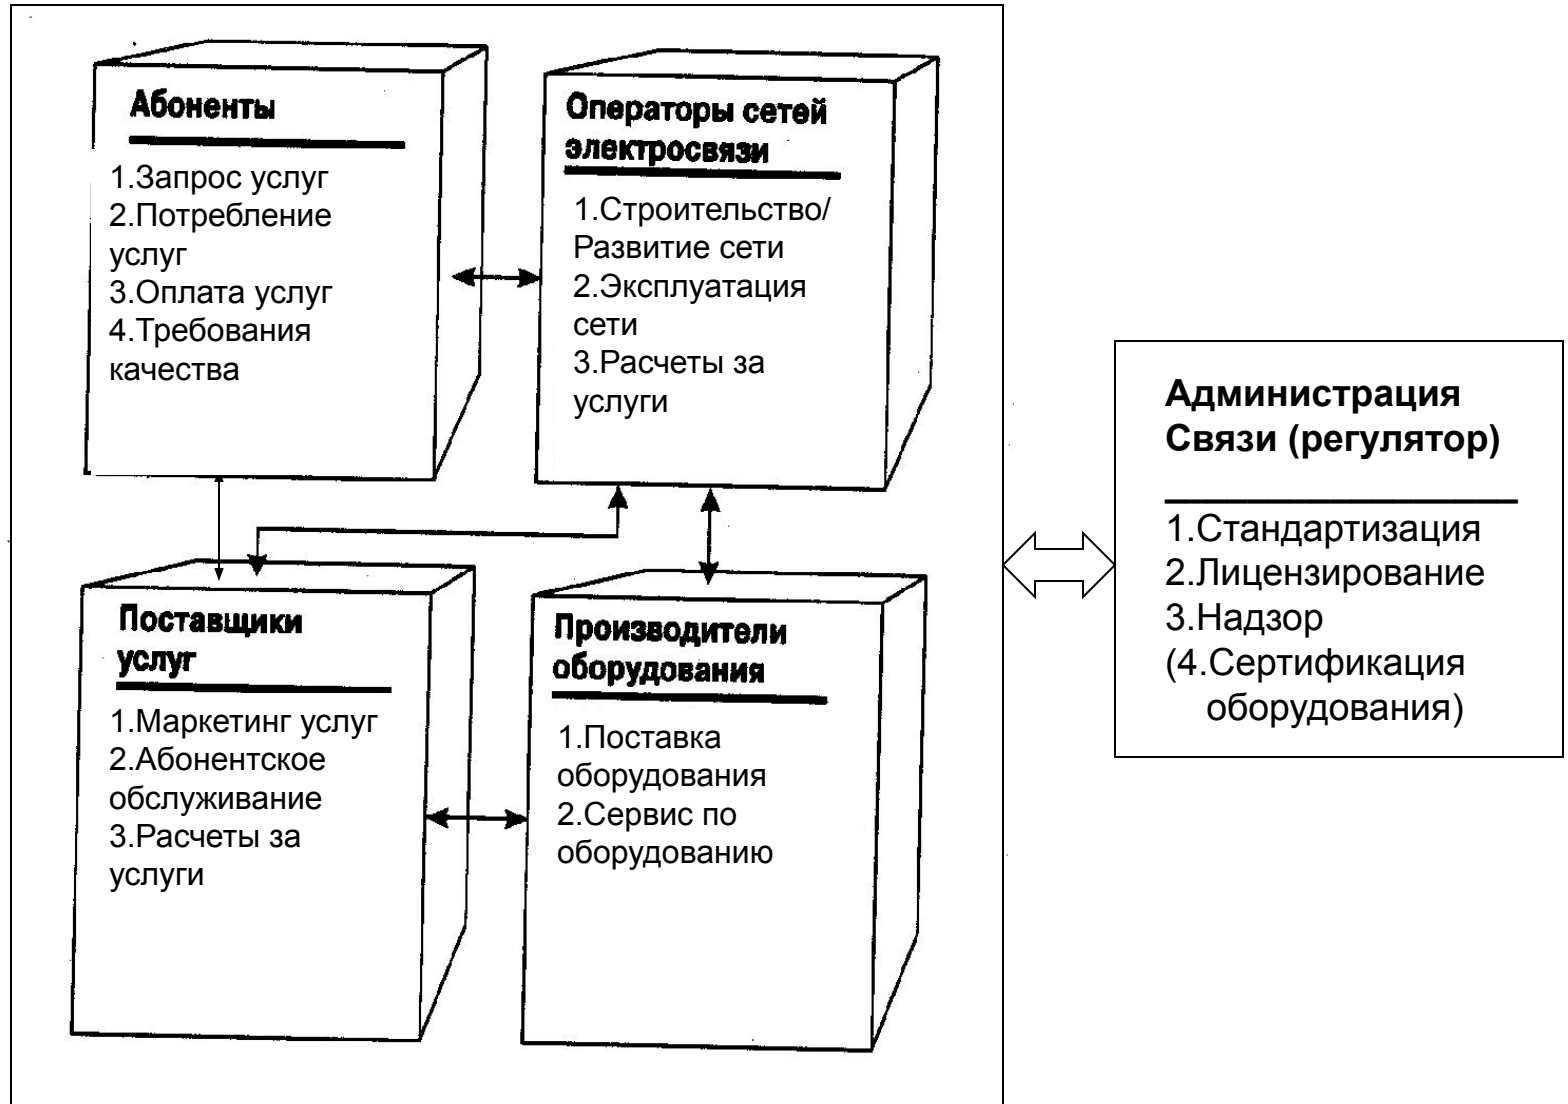 Абоненты
1.Запрос услуг
2.Потребление
услуг
3.Оплата услуг
4.Требования
качества
Операторы сетей
электросвязи
1.Строительство/
Развитие сети
2.Эксплуатация
сети
3.Расчеты за
услуги
Поставщики
услуг
1.Маркетинг услуг
2.Абонентское
обслуживание
3.Расчеты за
услуги
Производители
оборудования
1.Поставка
оборудования
2.Сервис по
оборудованию
Администрация
Связи (регулятор)
1.Стандартизация
2.Лицензирование
3.Надзор
(4.Сертификация
оборудования)